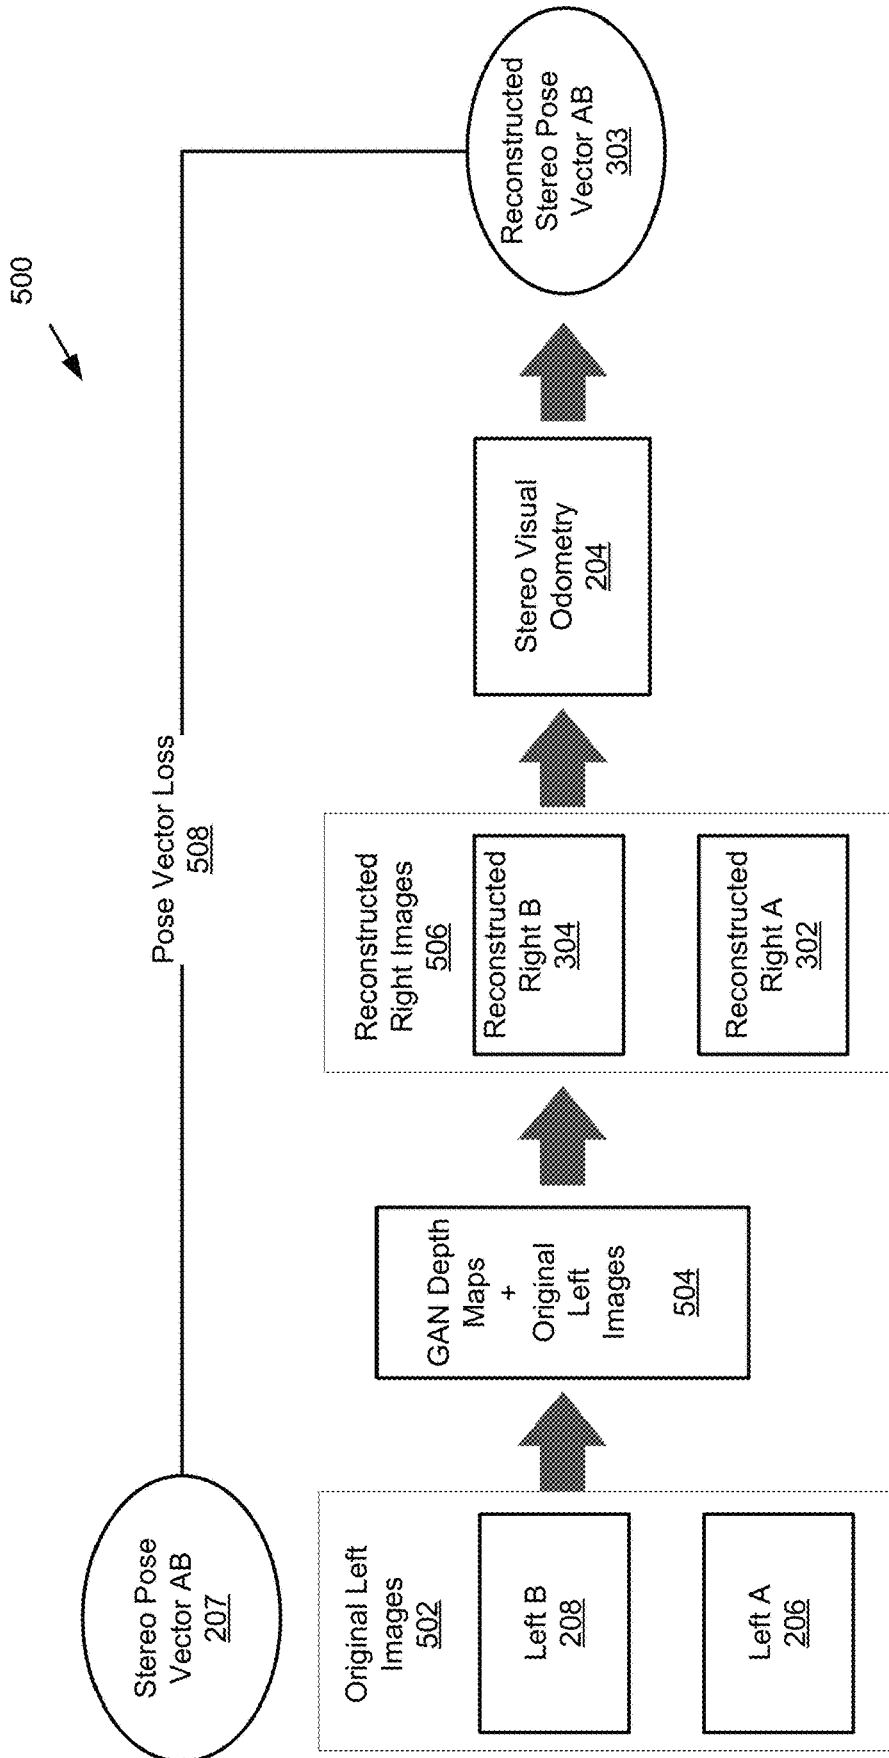 500
Stereo Pose
Vector AB
207
Pose Vector Loss
508
Original Left
Images
502
Left B
208
Left A
206
GAN Depth
Maps
+
Original
Left
Images
504
Reconstructed
Right Images
506
Reconstructed
Right B
304
Reconstructed
Right A
302
Stereo Visual
Odometry
204
Reconstructed
Stereo Pose
Vector AB
303